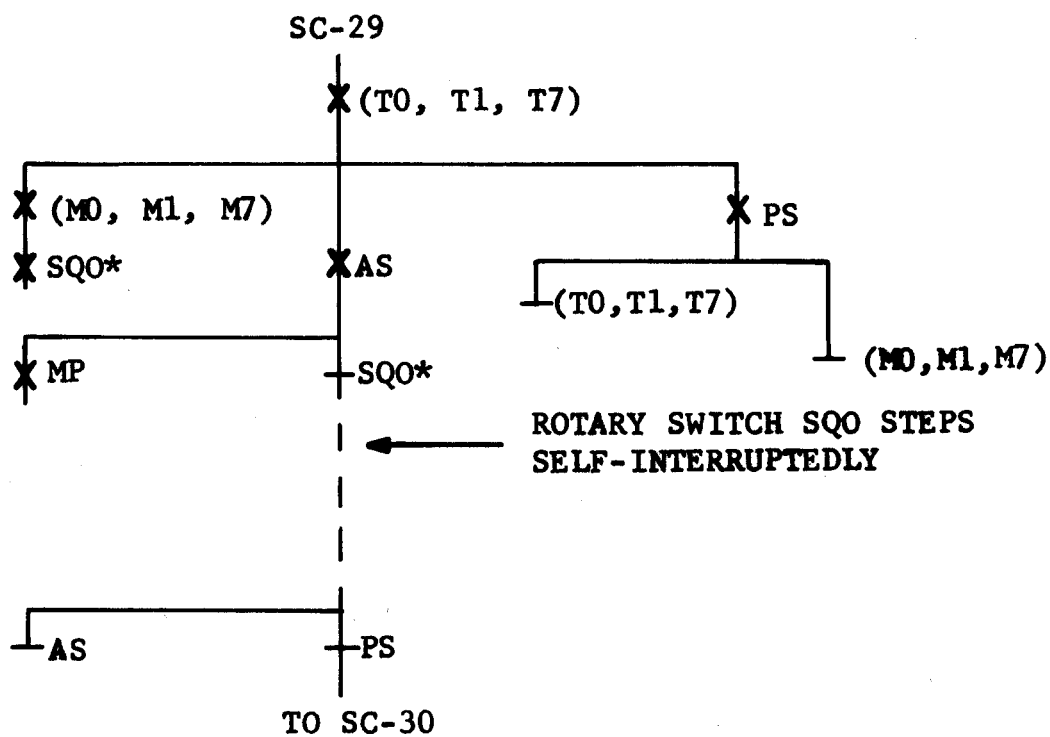 SC-29
(T0, T1, T7)
(M0, M1, M7)
PS
SQO*
AS
(T0,T1,T7)
MP
SQO*
(M0,M1,M7)
ROTARY SWITCH SQO STEPS
SELF-INTERRUPTEDLY
AS
PS
TO SC-30